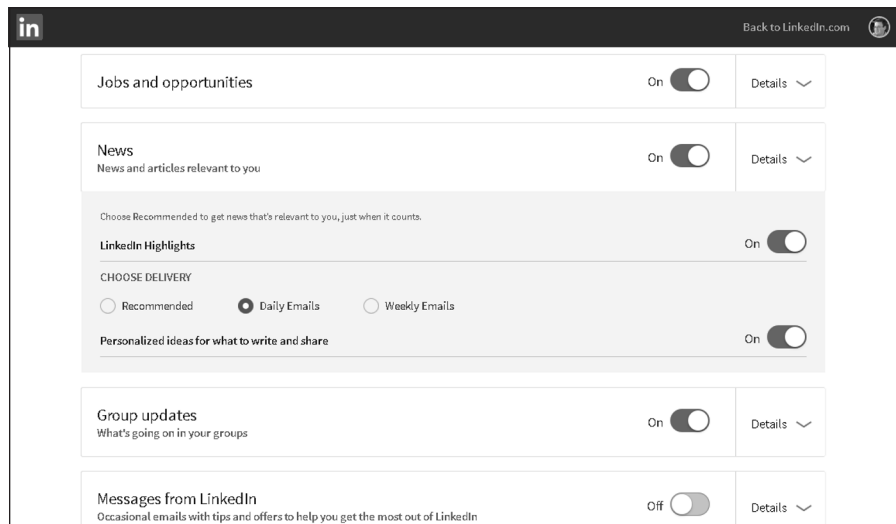 in
Back to LinkedIn.com
Jobs and opportunities
On
Details
News
News and articles relevant to you
On
Details
Choose Recommended to get news that's relevant to you, just when it counts.
LinkedIn Highlights
On
CHOOSE DELIVERY
Recommended Daily Emails Weekly Emails
Personalized ideas for what to write and share
On
Group updates
What's going on in your groups
On
Details
Messages from LinkedIn
Occasional emails with tips and offers to help you get the most out of LinkedIn
Off
Details